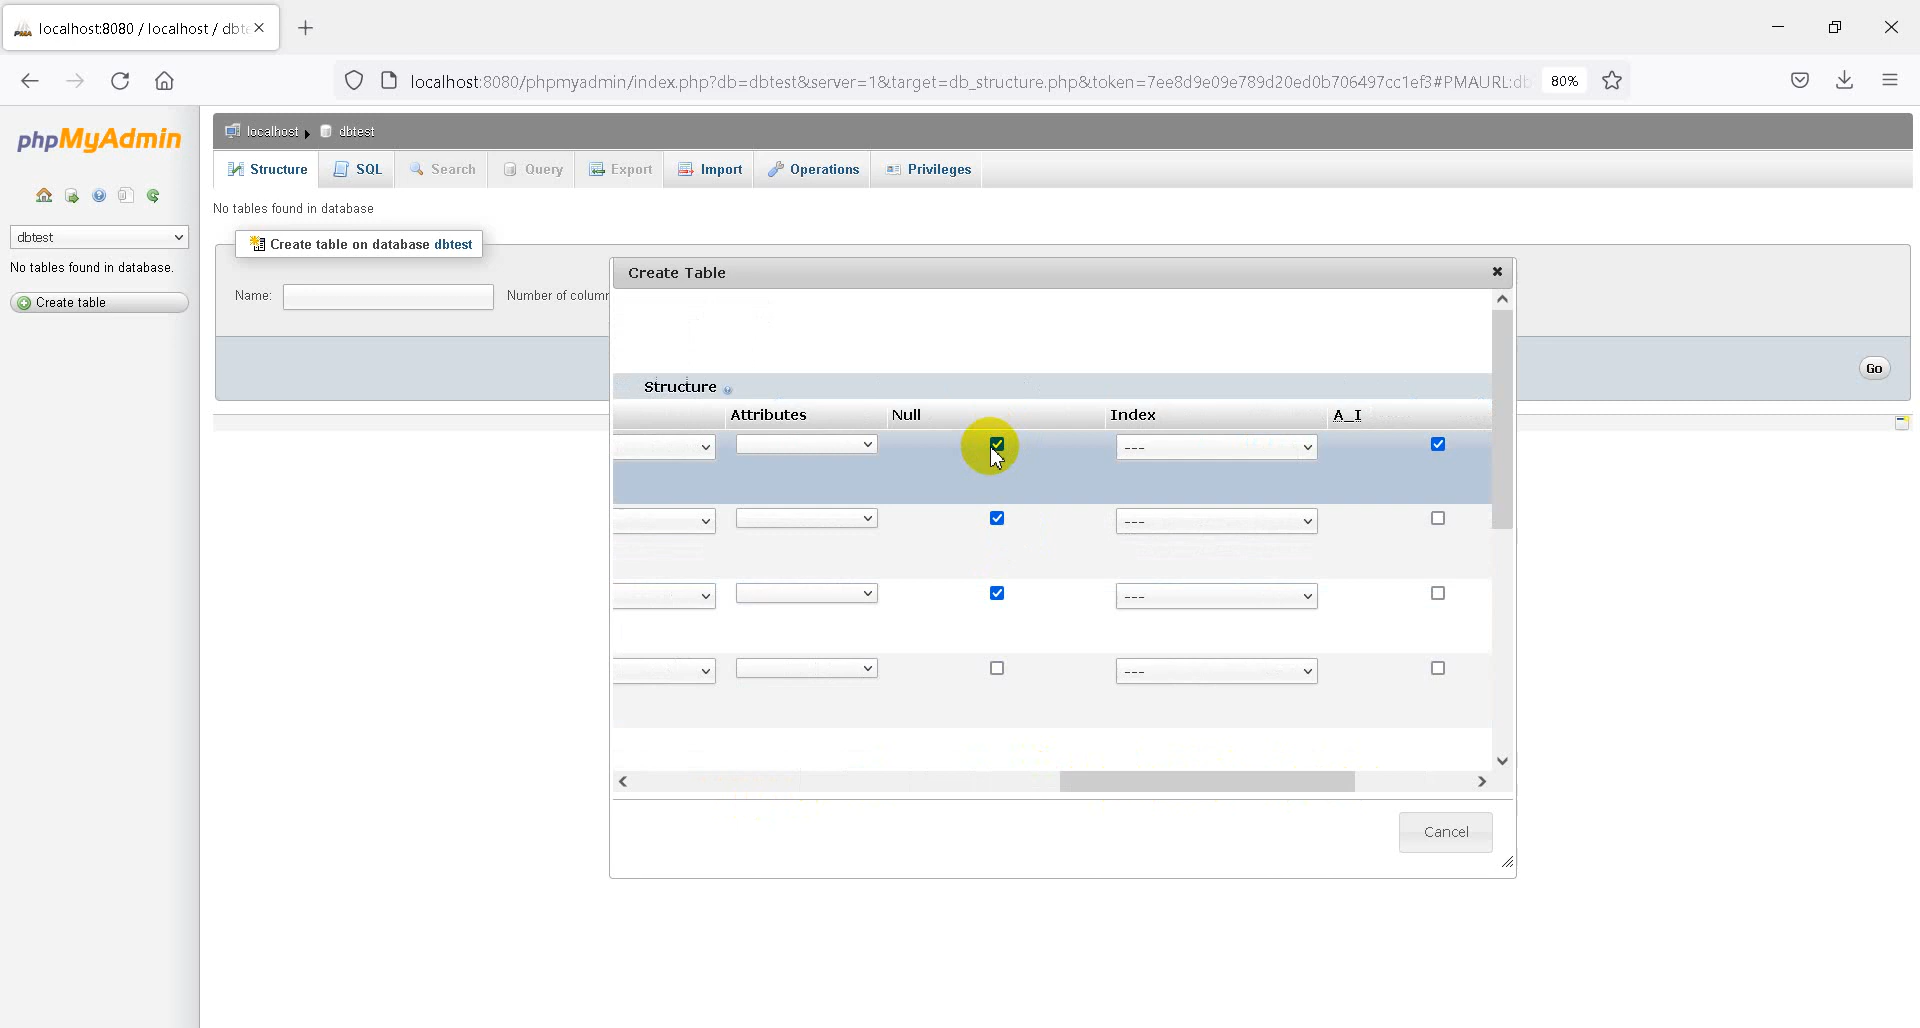 localhost:8080 / localhost / dbte
localhost:8080/phpmyadmin/index.php?db=dbtest&server=1&target=db_structure.php&token=7ee8d9e09e789d20ed0b706497cc1ef3#PMAURL:db
80%
phpMyAdmin
localhost
dbtest
Structure
SQL
Search
Query
Export
Import
Operations
Privileges
No tables found in database
dbtest
No tables found in database.
Create table
Create table on database dbtest
Name:
Number of column
Go
Create Table
Structure
Attributes
Null
Index
A_I
---
---
---
---
Cancel